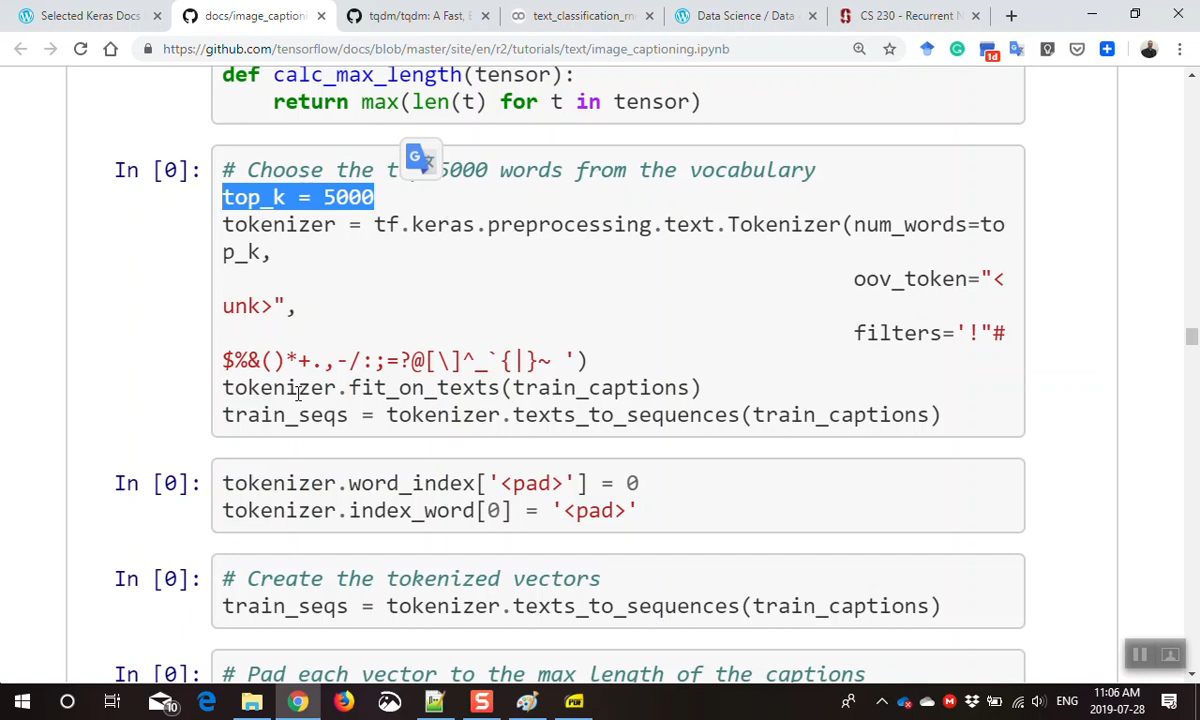 Selected Keras Docs
docs/image_captioni
tqdm/tqdm: A Fast, E
text_classification_rnn
Data Science / Data
CS 230 - Recurrent N
https://github.com/tensorflow/docs/blob/master/site/en/r2/tutorials/text/image_captioning.ipynb
1d
def calc_max_length(tensor):
return max(len(t) for t in tensor)
In [0]:
# Choose the t 5000 words from the vocabulary
top_k = 5000
tokenizer = tf.keras.preprocessing.text.Tokenizer(num_words=to
p_k,
oov_token="<
unk>",
filters='!"#
$%&()*+.,-/:;=?@[\]^_`{|}~ ')
tokenizer.fit_on_texts(train_captions)
train_seqs = tokenizer.texts_to_sequences(train_captions)
In [0]:
tokenizer.word_index['<pad>'] = 0
tokenizer.index_word[0] = '<pad>'
In [0]:
# Create the tokenized vectors
train_seqs = tokenizer.texts_to_sequences(train_captions)
In [0]:
# Pad each vector to the max length of the captions
10
ENG
11:06 AM
2019-07-28